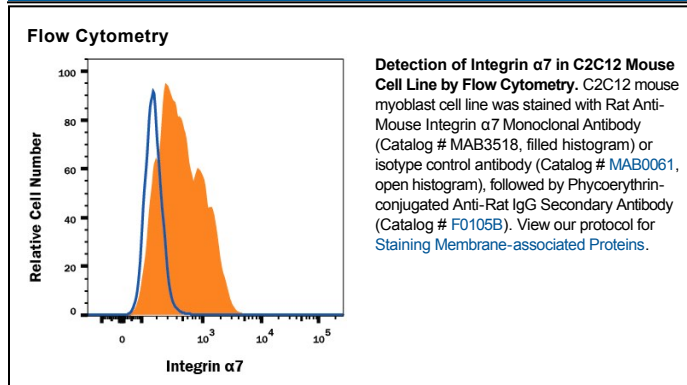 Flow Cytometry
100
80
60
40
20
0
Relative Cell Number
0 10³ 10⁴ 10⁵
Integrin α7
Detection of Integrin α7 in C2C12 Mouse
Cell Line by Flow Cytometry. C2C12 mouse
myoblast cell line was stained with Rat Anti-
Mouse Integrin α7 Monoclonal Antibody
(Catalog # MAB3518, filled histogram) or
isotype control antibody (Catalog # MAB0061,
open histogram), followed by Phycoerythrin-
conjugated Anti-Rat IgG Secondary Antibody
(Catalog # F0105B). View our protocol for
Staining Membrane-associated Proteins.